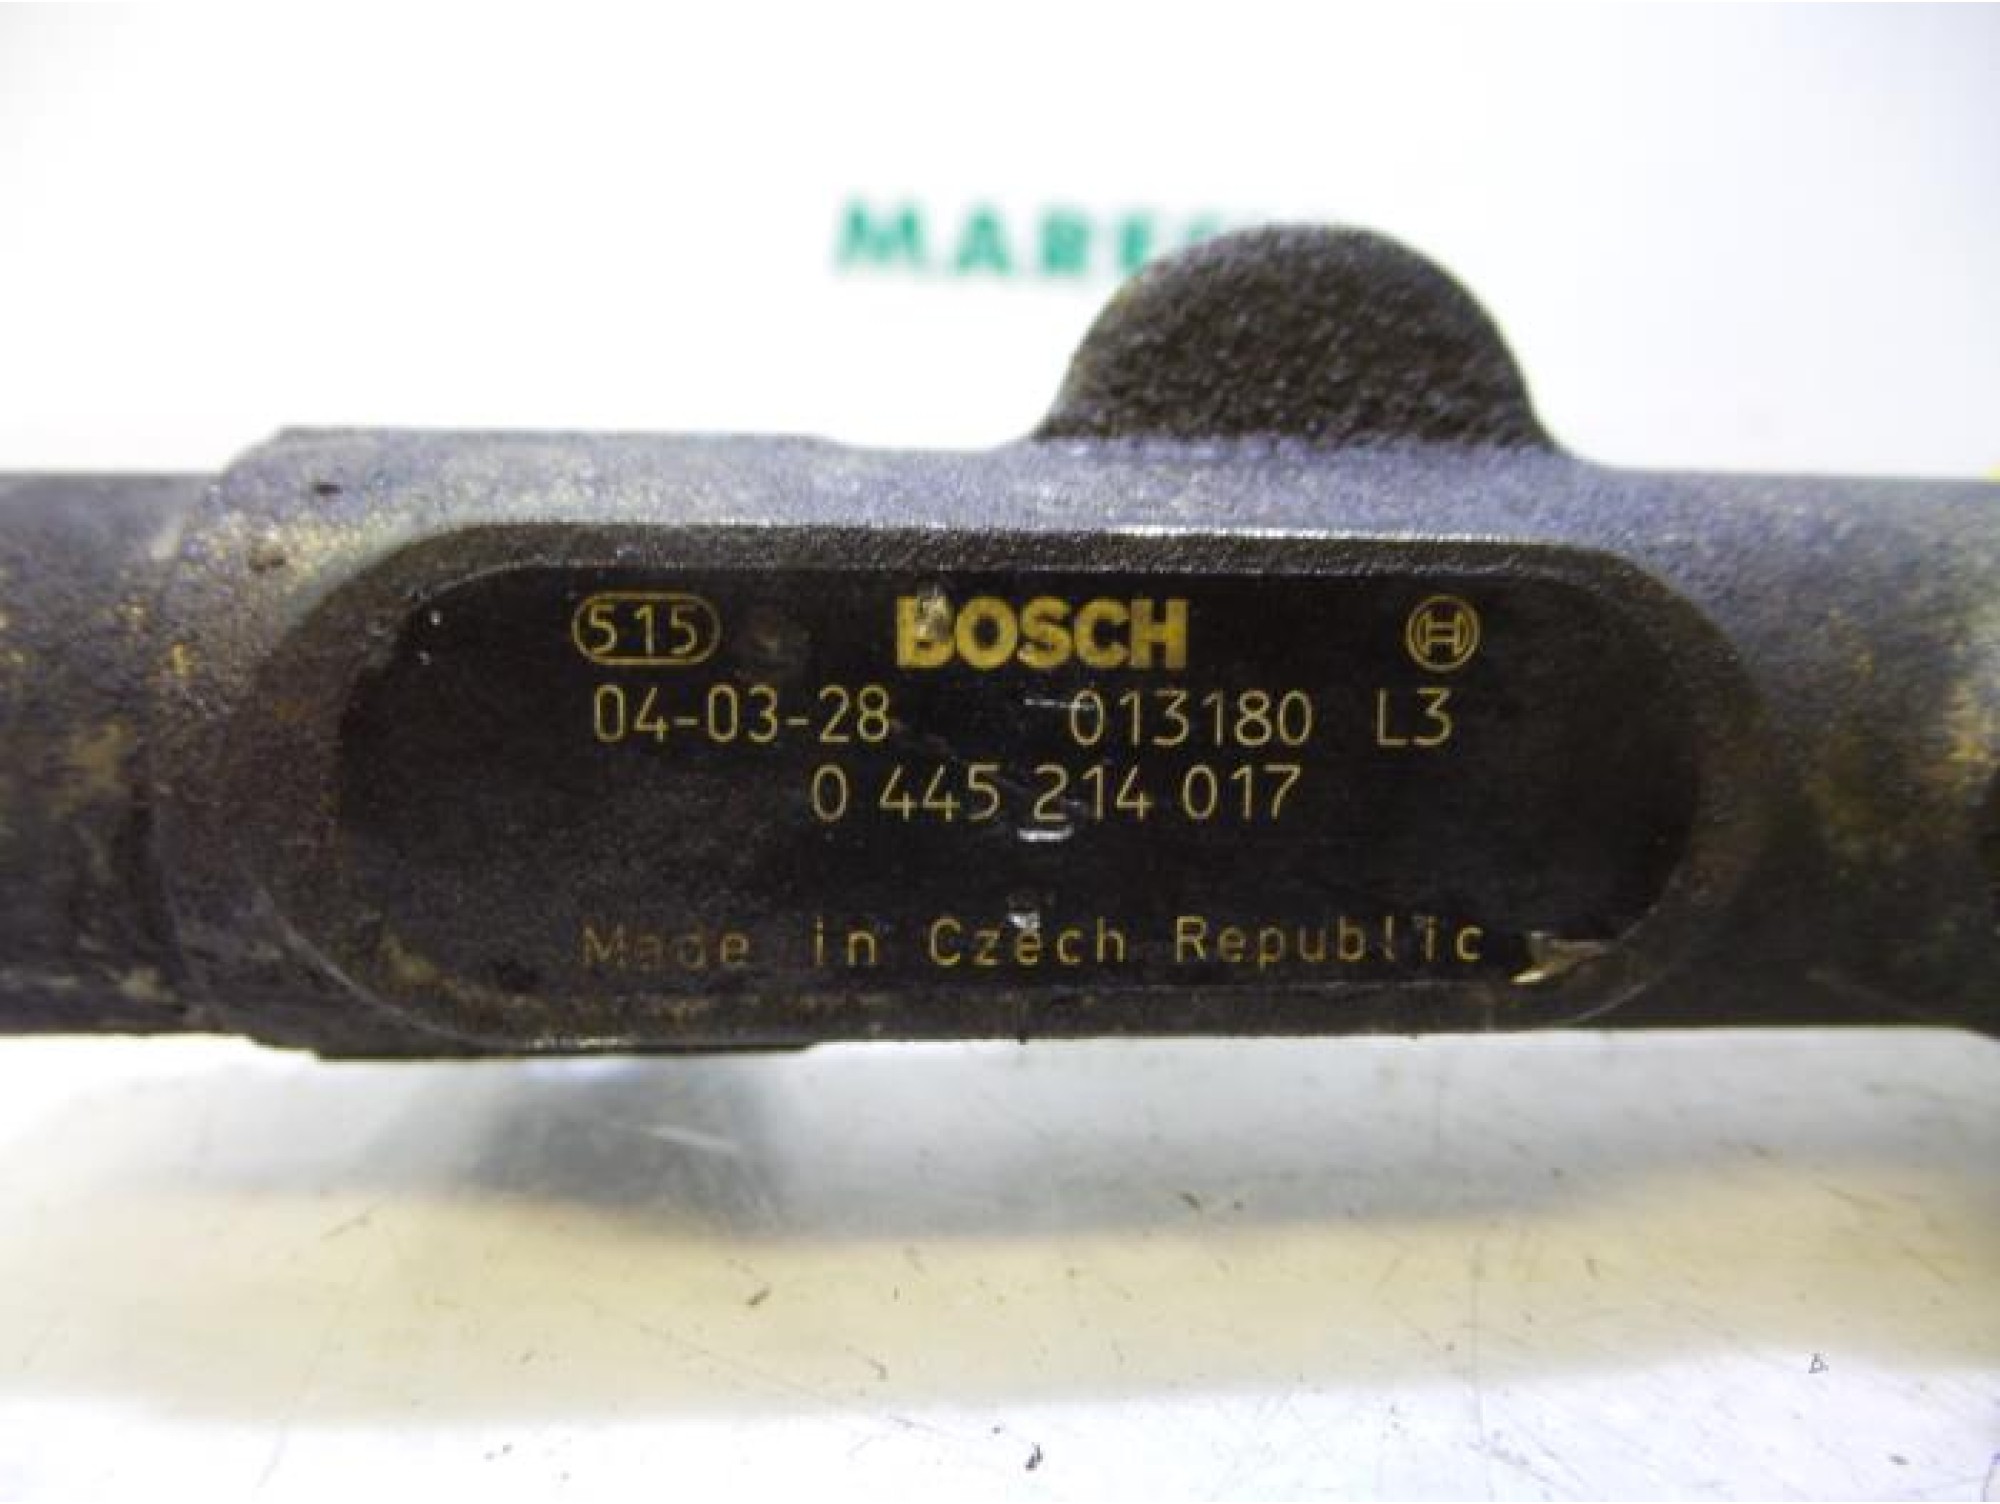 515 BOSCH
04-03-28 013180 L3
0 445 214 017
Made in Czech Republic